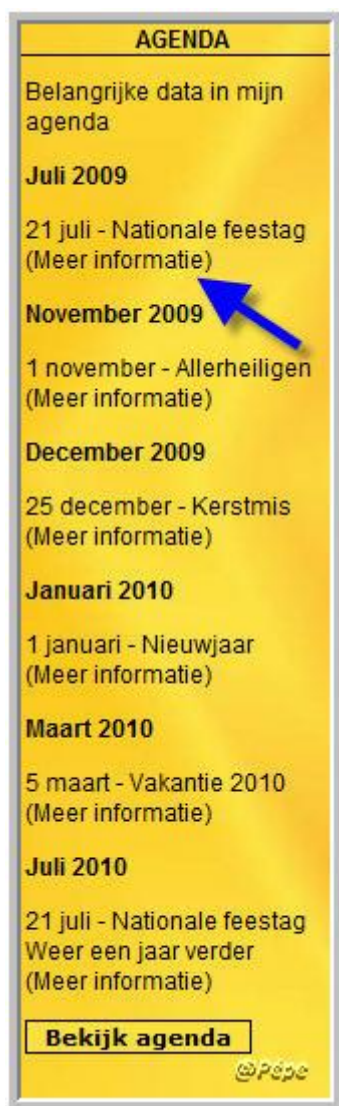 AGENDA
Belangrijke data in mijn
agenda
Juli 2009
21 juli - Nationale feestag
(Meer informatie)
November 2009
1 november - Allerheiligen
(Meer informatie)
December 2009
25 december - Kerstmis
(Meer informatie)
Januari 2010
1 januari - Nieuwjaar
(Meer informatie)
Maart 2010
5 maart - Vakantie 2010
(Meer informatie)
Juli 2010
21 juli - Nationale feestag
Weer een jaar verder
(Meer informatie)
Bekijk agenda
@Pépé